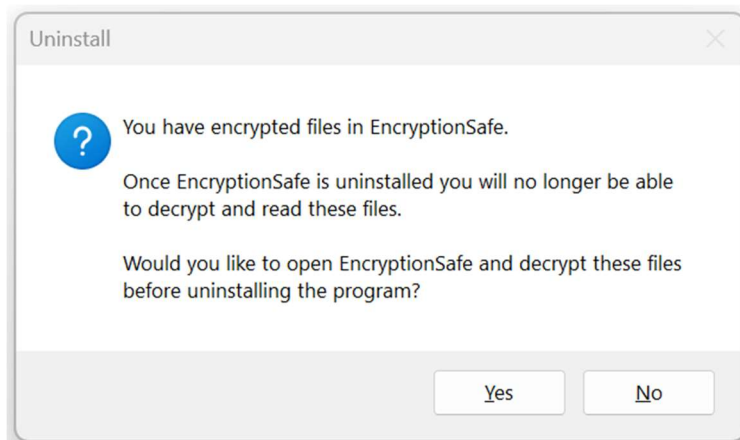 Uninstall
?
You have encrypted files in EncryptionSafe.
Once EncryptionSafe is uninstalled you will no longer be able
to decrypt and read these files.
Would you like to open EncryptionSafe and decrypt these files
before uninstalling the program?
Yes
No